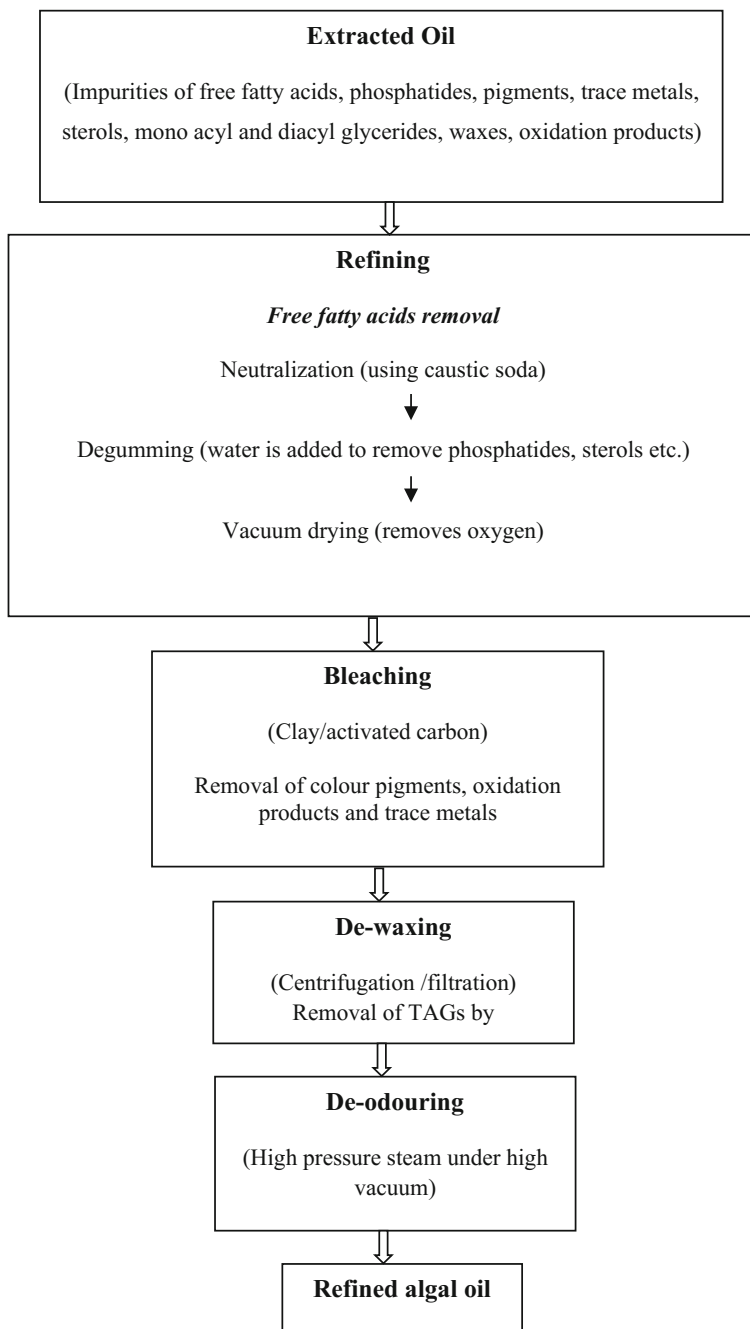 Extracted Oil
(Impurities of free fatty acids, phosphatides, pigments, trace metals,
sterols, mono acyl and diacyl glycerides, waxes, oxidation products)
Refining
Free fatty acids removal
Neutralization (using caustic soda)
Degumming (water is added to remove phosphatides, sterols etc.)
Vacuum drying (removes oxygen)
Bleaching
(Clay/activated carbon)
Removal of colour pigments, oxidation
products and trace metals
De-waxing
(Centrifugation /filtration)
Removal of TAGs by
De-odouring
(High pressure steam under high
vacuum)
Refined algal oil